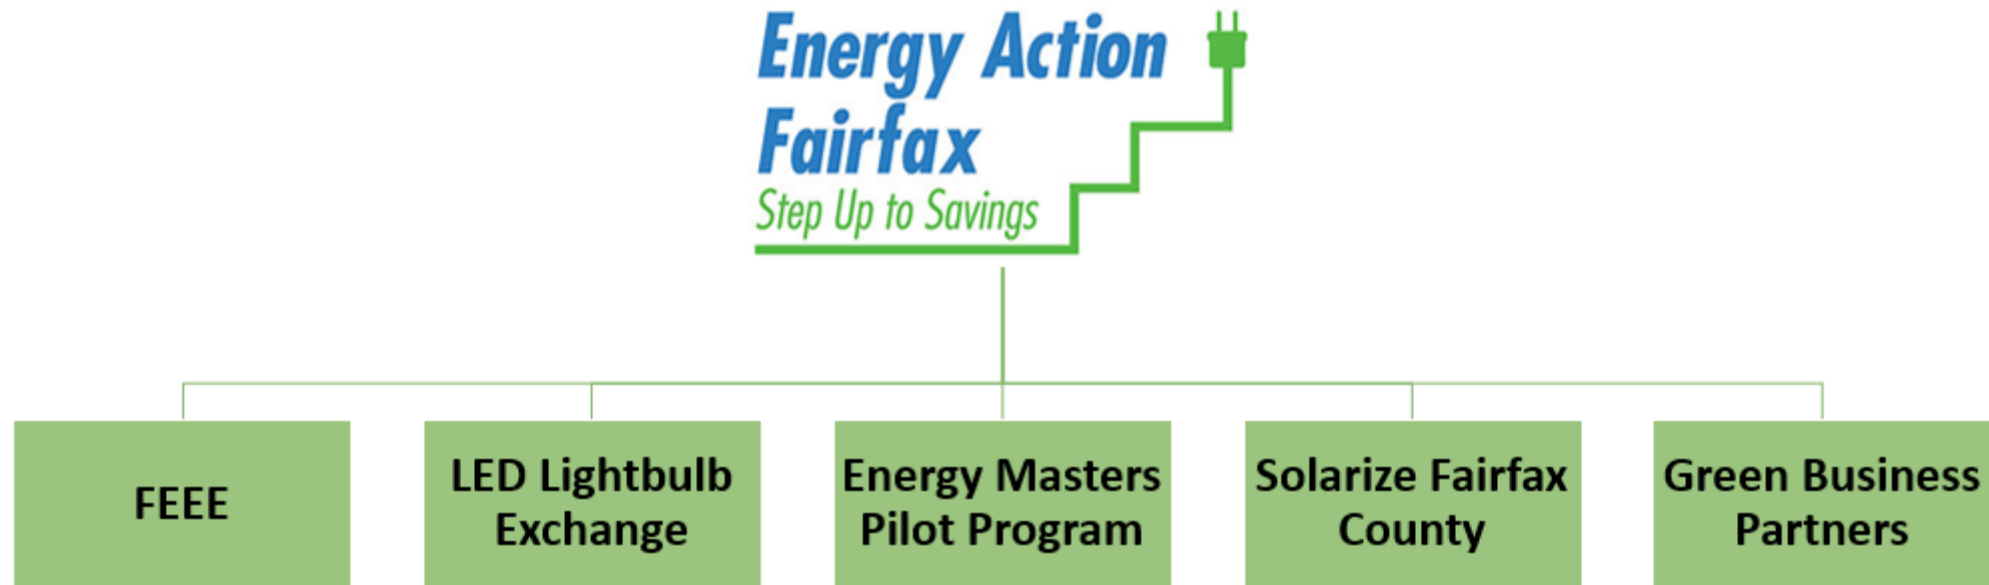 Energy Action
Fairfax
Step Up to Savings
FEEE
LED Lightbulb
Exchange
Energy Masters
Pilot Program
Solarize Fairfax
County
Green Business
Partners